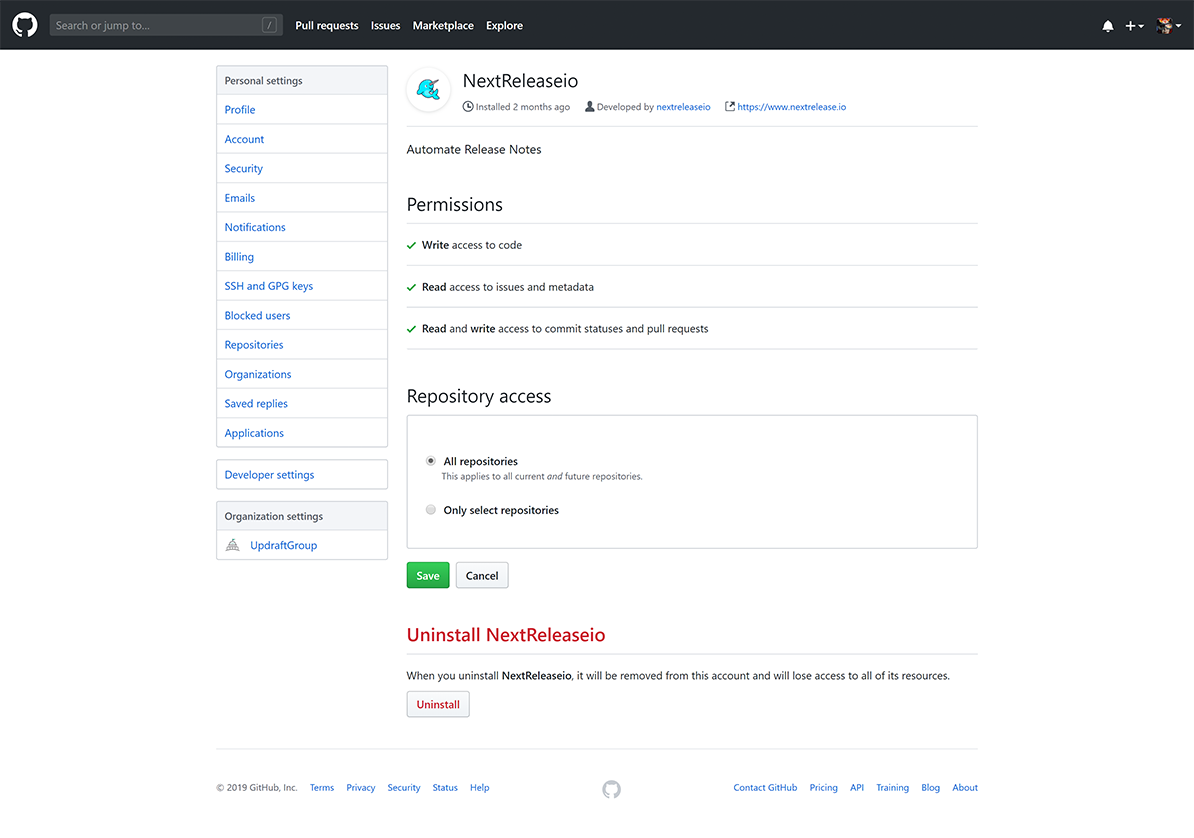 Search or jump to... /
Pull requests Issues Marketplace Explore
Personal settings
Profile
Account
Security
Emails
Notifications
Billing
SSH and GPG keys
Blocked users
Repositories
Organizations
Saved replies
Applications
Developer settings
Organization settings
UpdraftGroup
NextReleaseio
Installed 2 months ago Developed by nextreleaseio https://www.nextrelease.io
Automate Release Notes
Permissions
Write access to code
Read access to issues and metadata
Read and write access to commit statuses and pull requests
Repository access
All repositories
This applies to all current and future repositories.
Only select repositories
Save Cancel
Uninstall NextReleaseio
When you uninstall NextReleaseio, it will be removed from this account and will lose access to all of its resources.
Uninstall
© 2019 GitHub, Inc. Terms Privacy Security Status Help
Contact GitHub Pricing API Training Blog About